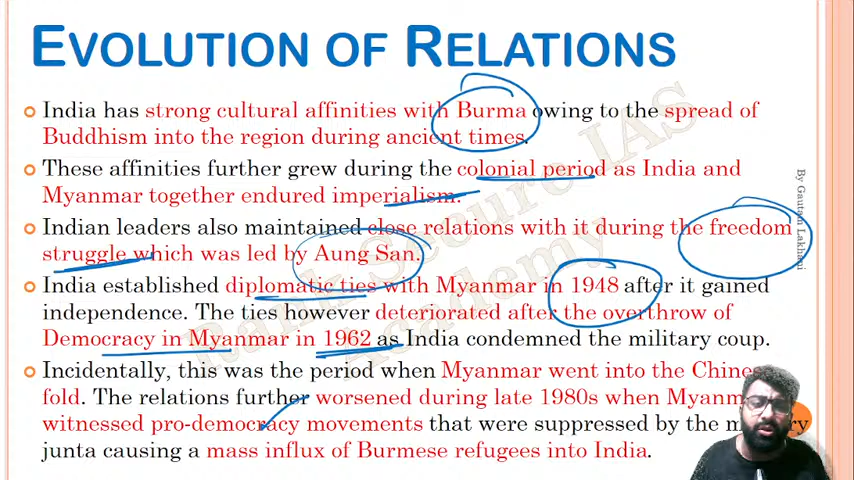 EVOLUTION OF RELATIONS
India has strong cultural affinities with Burma owing to the spread of
Buddhism into the region during ancient times.
These affinities further grew during the colonial period as India and
Myanmar together endured imperialism.
Indian leaders also maintained close relations with it during the freedom
struggle which was led by Aung San.
India established diplomatic ties with Myanmar in 1948 after it gained
independence. The ties however deteriorated after the overthrow of
Democracy in Myanmar in 1962 as India condemned the military coup.
Incidentally, this was the period when Myanmar went into the Chinese
fold. The relations further worsened during late 1980s when
witnessed pro-democracy movements that were suppressed by the
junta causing a mass influx of Burmese refugees into India.
By Gautam Lakhani
Rank Secure IAS
Academy